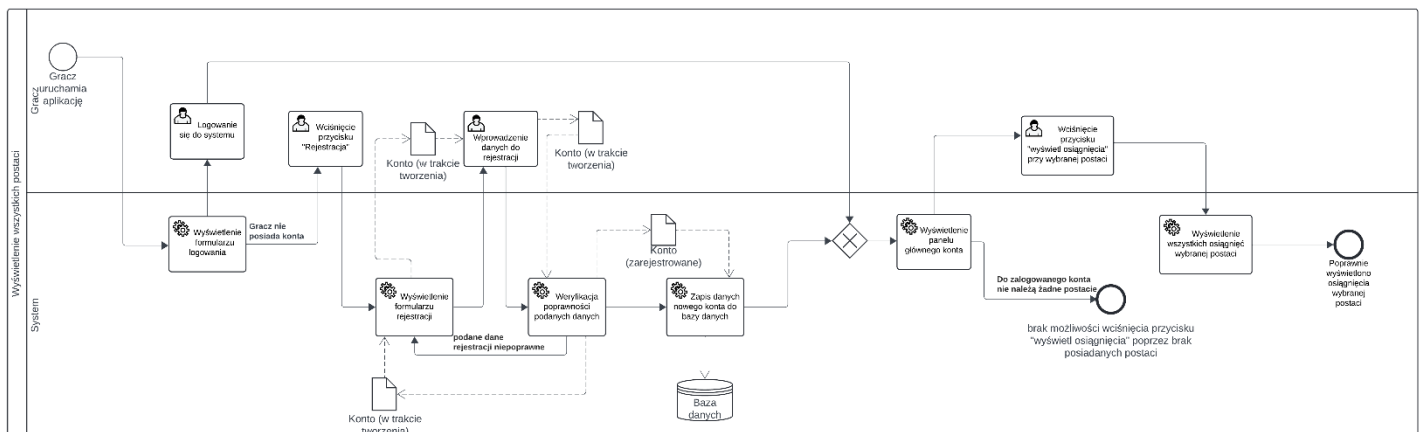 Wyświetlenie wszystkich postaci
Gracz
System
Gracz
uruchamia
aplikację
Logowanie
się do systemu
Wciśnięcie
przycisku
"Rejestracja"
Konto (w trakcie
tworzenia)
Wprowadzenie
danych do
rejestracji
Konto (w trakcie
tworzenia)
Wciśnięcie
przycisku
"wyświetl osiągnięcia"
przy wybranej postaci
Wyświetlenie
formularzu
logowania
Gracz nie
posiada konta
Wyświetlenie
formularzu
rejestracji
podane dane
rejestracji niepoprawne
Konto (w trakcie
tworzenia)
Weryfikacja
poprawności
podanych danych
Konto
(zarejestrowane)
Zapis danych
nowego konta do
bazy danych
Baza
danych
Wyświetlenie
panelu
głównego konta
Do zalogowanego konta
nie należą żadne postacie
brak możliwości wciśnięcia przycisku
"wyświetl osiągnięcia" poprzez brak
posiadanych postaci
Wyświetlenie
wszystkich osiągnięć
wybranej postaci
Poprawnie
wyświetlono
osiągnięcia
wybranej
postaci